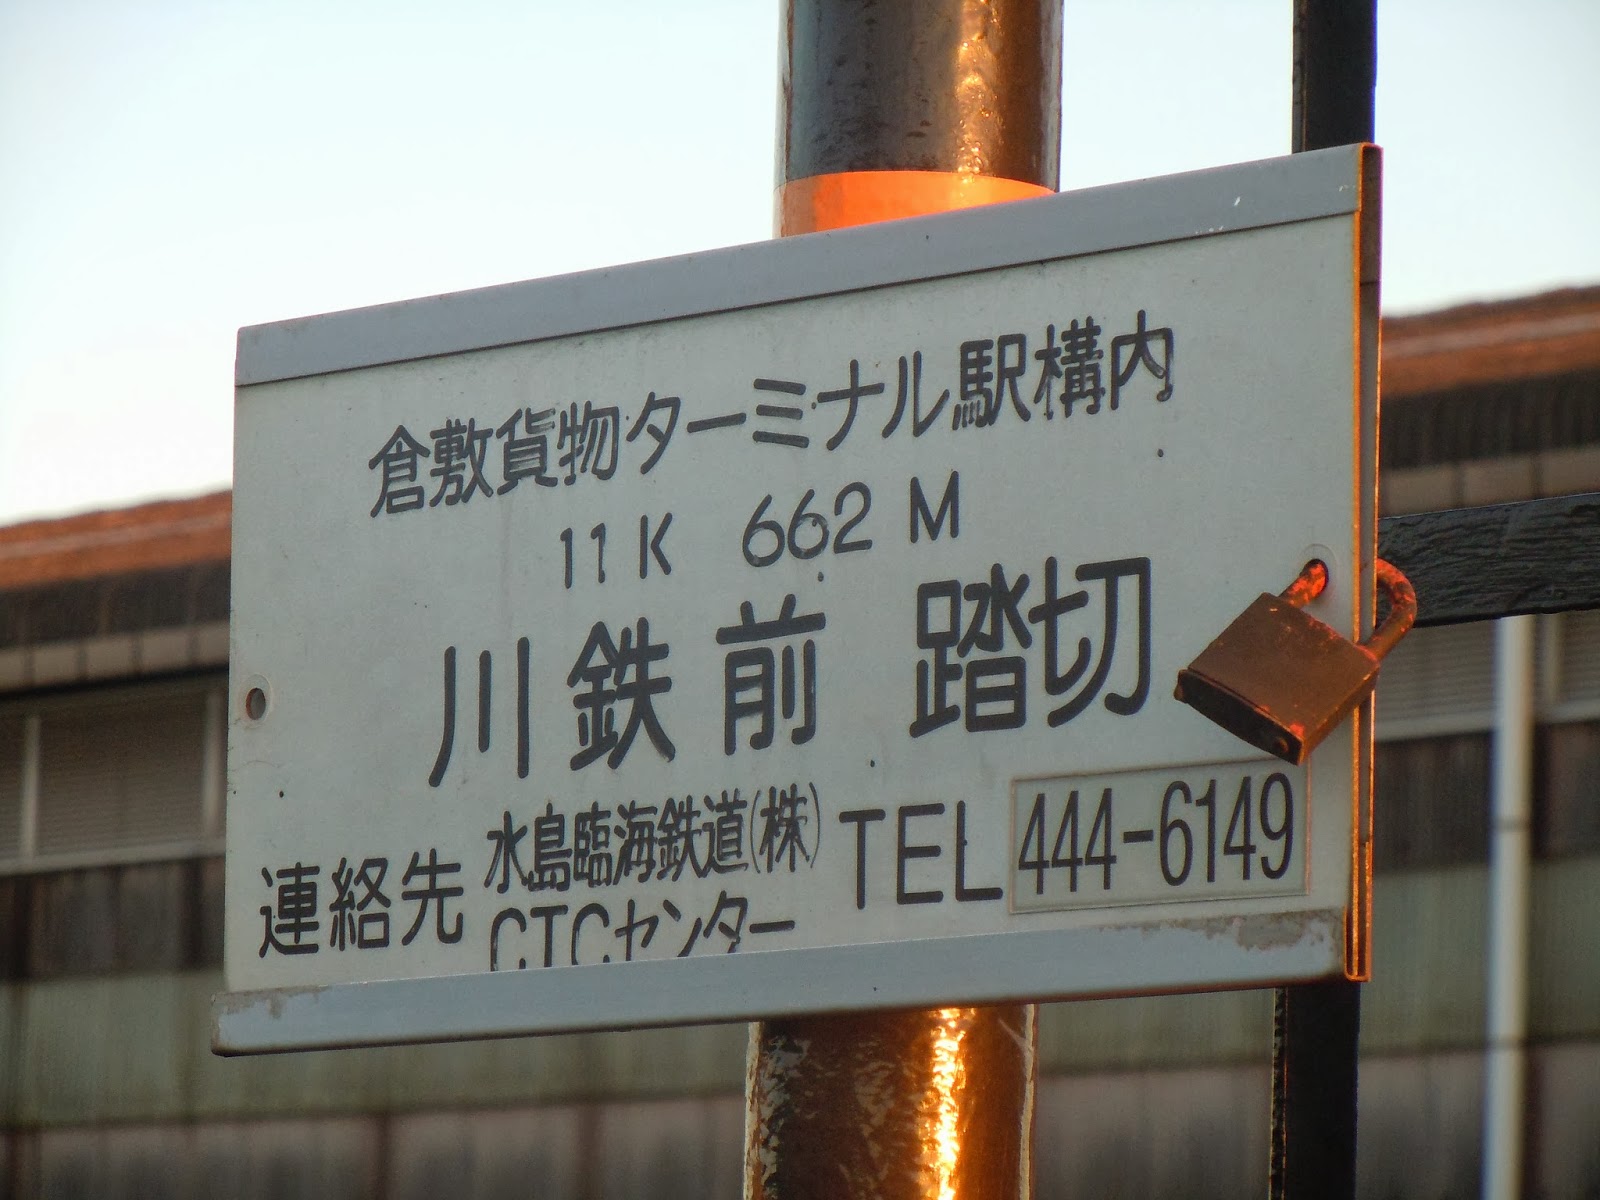 倉敷貨物ターミナル駅構内
11K 662M
川鉄前 踏切
連絡先 水島臨海鉄道(株) TEL 444-6149
CTCセンター